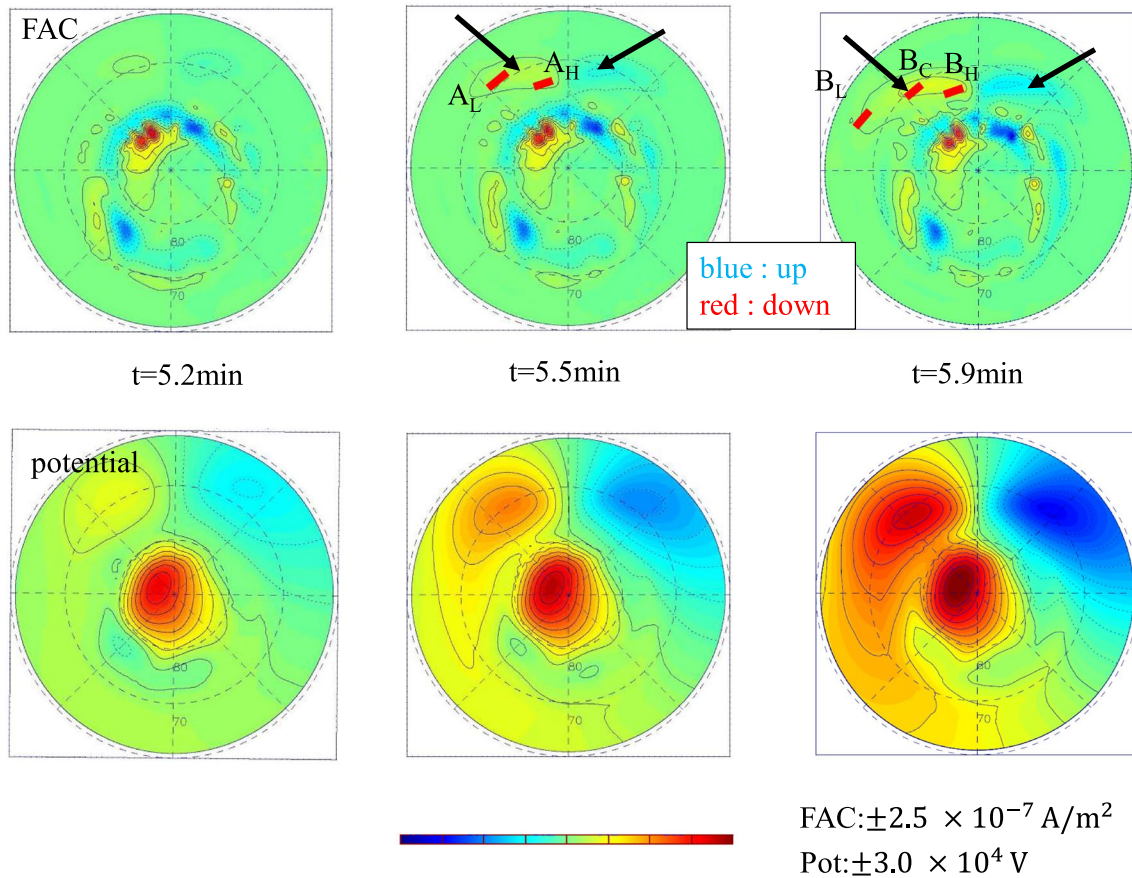 FAC
A_L
A_H
B_L
B_C
B_H
80
70
80
70
80
70
blue : up
red : down
t=5.2min
t=5.5min
t=5.9min
potential
80
70
80
70
80
70
FAC:±2.5 × 10⁻⁷ A/m²
Pot:±3.0 × 10⁴ V